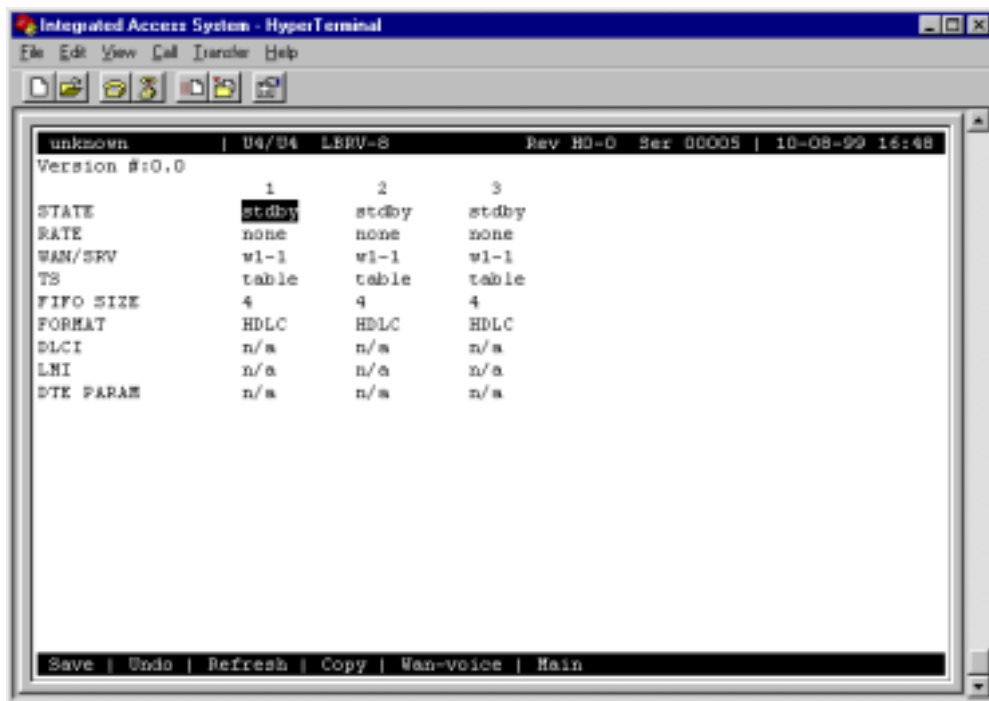 Integrated Access System - HyperTerminal
File Edit View Call Transfer Help
unknown | U4/U4 LBRV-8 Rev H0-0 Ser 00005 | 10-08-99 16:48
Version #:0.0
1 2 3
STATE stdby stdby stdby
RATE none none none
WAN/SRV w1-1 w1-1 w1-1
TS table table table
FIFO SIZE 4 4 4
FORMAT HDLC HDLC HDLC
DLCI n/a n/a n/a
LMI n/a n/a n/a
DTE PARAM n/a n/a n/a
Save | Undo | Refresh | Copy | Wan-voice | Main